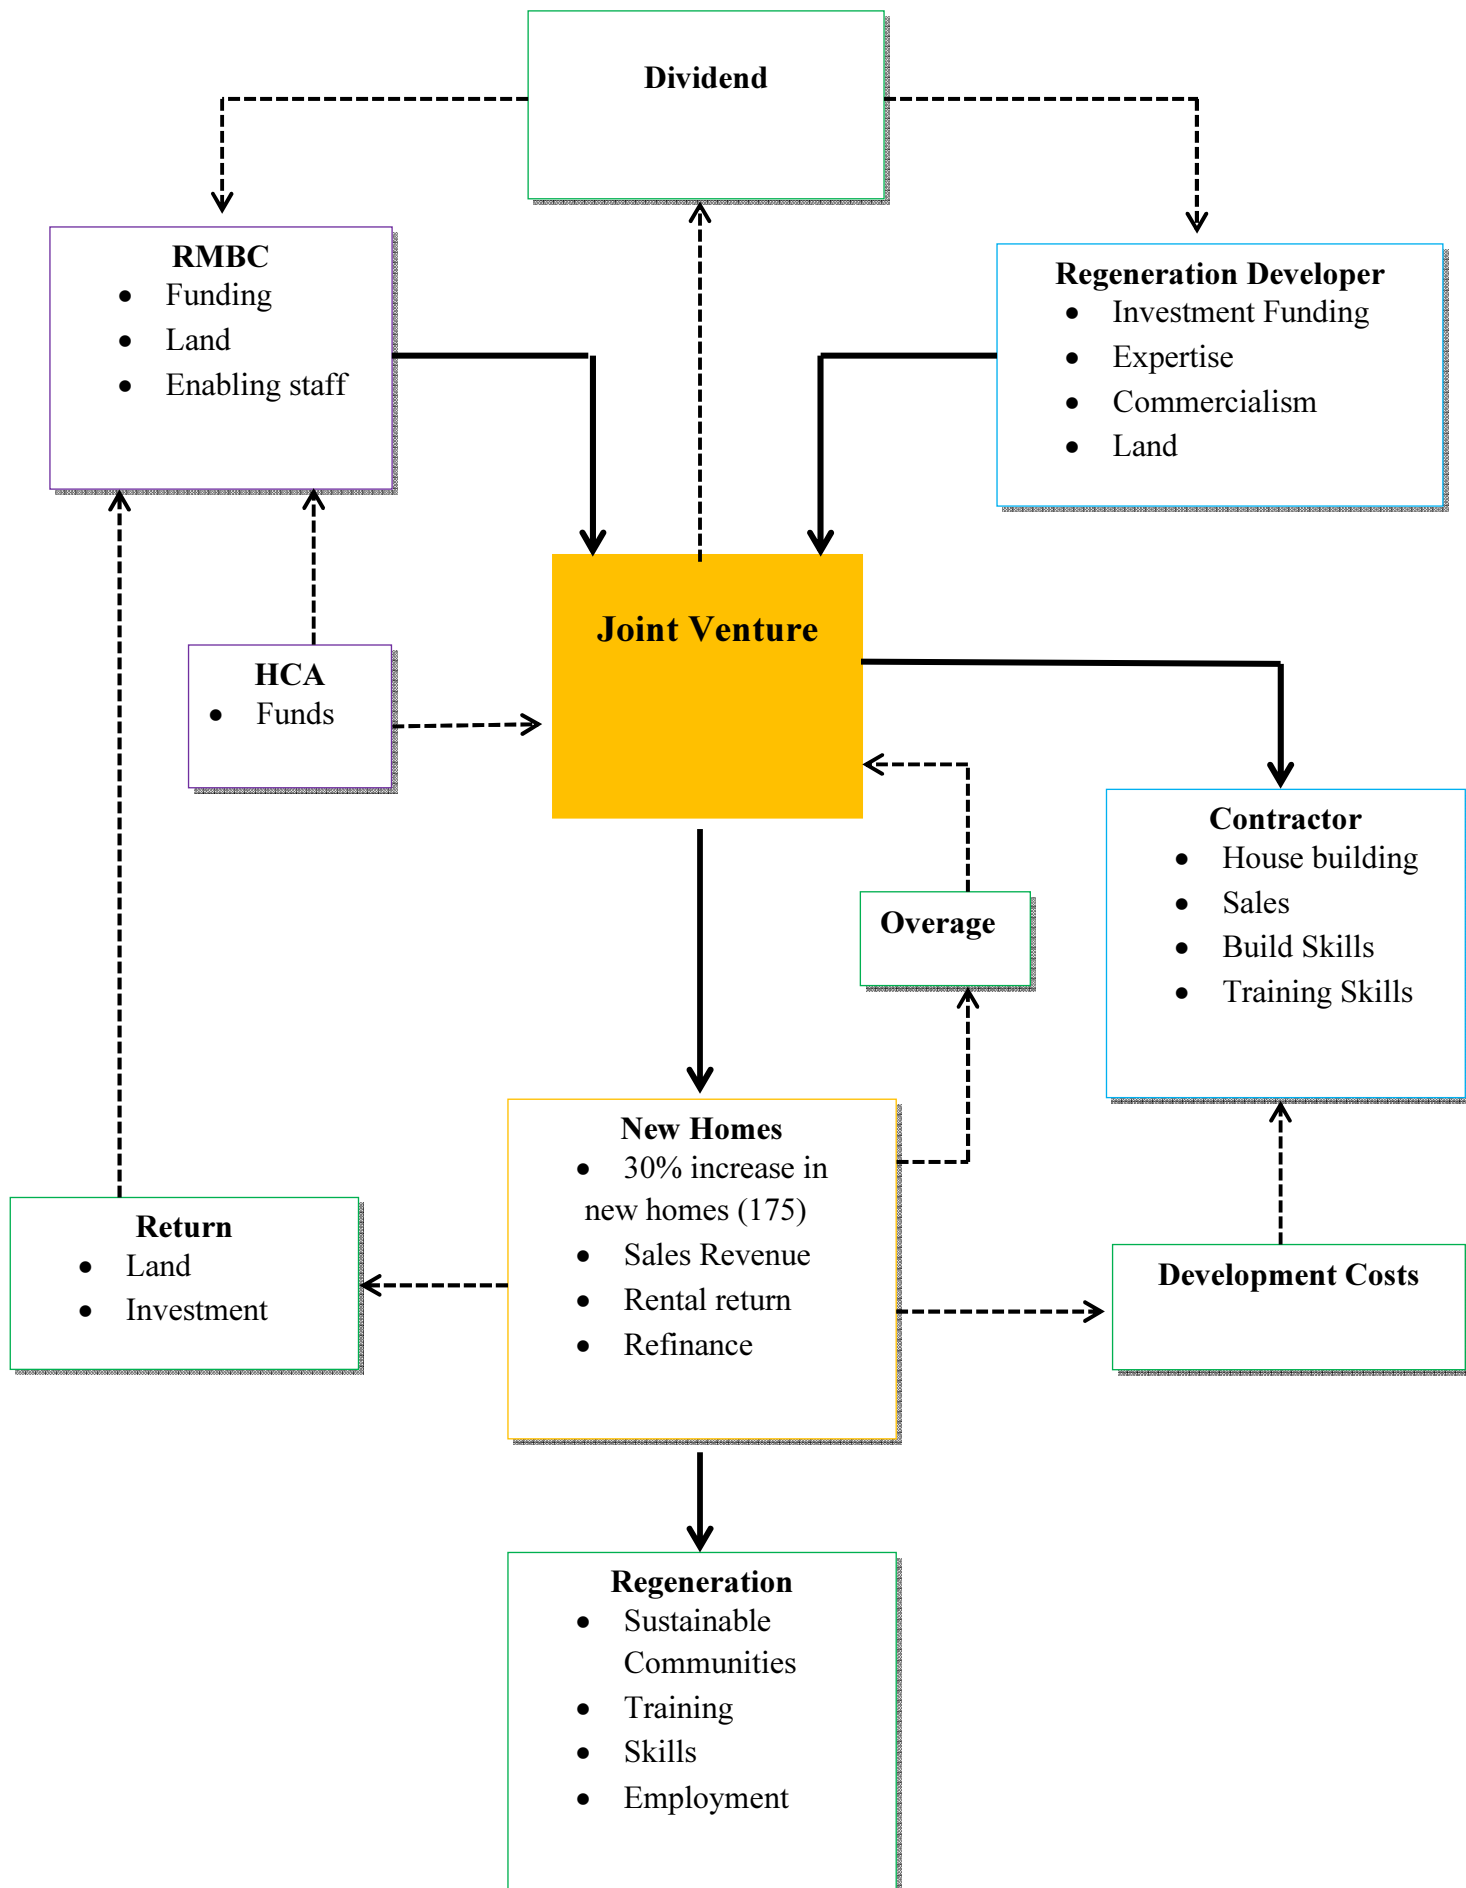 Dividend
RMBC
• Funding
• Land
• Enabling staff
Regeneration Developer
• Investment Funding
• Expertise
• Commercialism
• Land
Joint Venture
HCA
• Funds
Contractor
• House building
• Sales
• Build Skills
• Training Skills
Overage
New Homes
• 30% increase in
new homes (175)
• Sales Revenue
• Rental return
• Refinance
Return
• Land
• Investment
Development Costs
Regeneration
• Sustainable
Communities
• Training
• Skills
• Employment